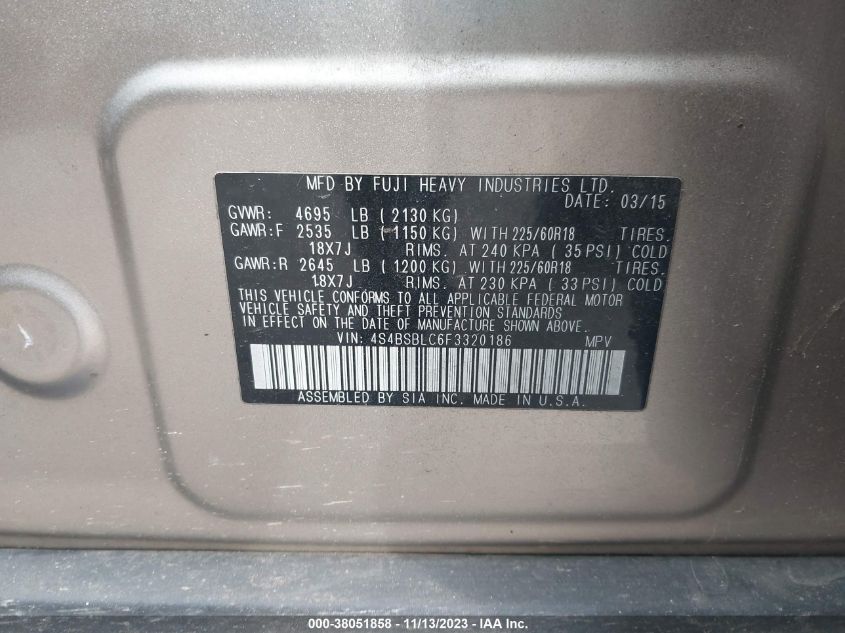 MFD BY FUJI HEAVY INDUSTRIES LTD.
DATE: 03/15
GVWR: 4695 LB ( 2130 KG)
GAWR:F 2535 LB ( 1150 KG) WITH 225/60R18 TIRES.
18X7J RIMS. AT 240 KPA ( 35 PSI) COLD
GAWR:R 2645 LB ( 1200 KG) WITH 225/60R18 TIRES.
18X7J RIMS. AT 230 KPA ( 33 PSI) COLD
THIS VEHICLE CONFORMS TO ALL APPLICABLE FEDERAL MOTOR
VEHICLE SAFETY AND THEFT PREVENTION STANDARDS
IN EFFECT ON THE DATE OF MANUFACTURE SHOWN ABOVE.
VIN: 4S4BSBLC6F3320186 MPV
ASSEMBLED BY SIA INC. MADE IN U.S.A.
000-38051858 - 11/13/2023 - IAA Inc.